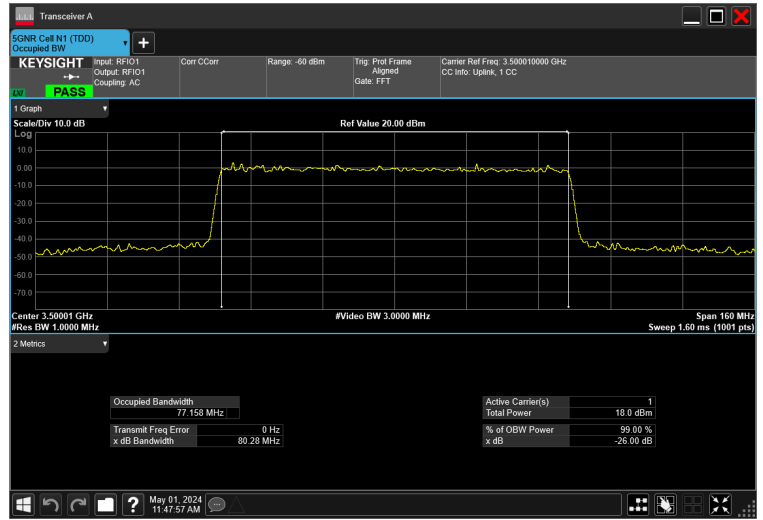 Transceiver A
5GNR Cell N1 (TDD)
Occupied BW
KEYSIGHT
LXI
PASS
Input: RFIO1
Output: RFIO1
Coupling: AC
Corr CCorr
Range: -60 dBm
Trig: Prot Frame
Aligned
Gate: FFT
Carrier Ref Freq: 3.500010000 GHz
CC Info: Uplink, 1 CC
1 Graph
Scale/Div 10.0 dB
Ref Value 20.00 dBm
Log
10.0
0.00
-10.0
-20.0
-30.0
-40.0
-50.0
-60.0
-70.0
Center 3.50001 GHz
#Video BW 3.0000 MHz
Span 160 MHz
#Res BW 1.0000 MHz
Sweep 1.60 ms (1001 pts)
2 Metrics
Occupied Bandwidth
77.158 MHz
Transmit Freq Error 0 Hz
x dB Bandwidth 80.28 MHz
Active Carrier(s) 1
Total Power 18.0 dBm
% of OBW Power 99.00 %
x dB -26.00 dB
?
May 01, 2024
11:47:57 AM